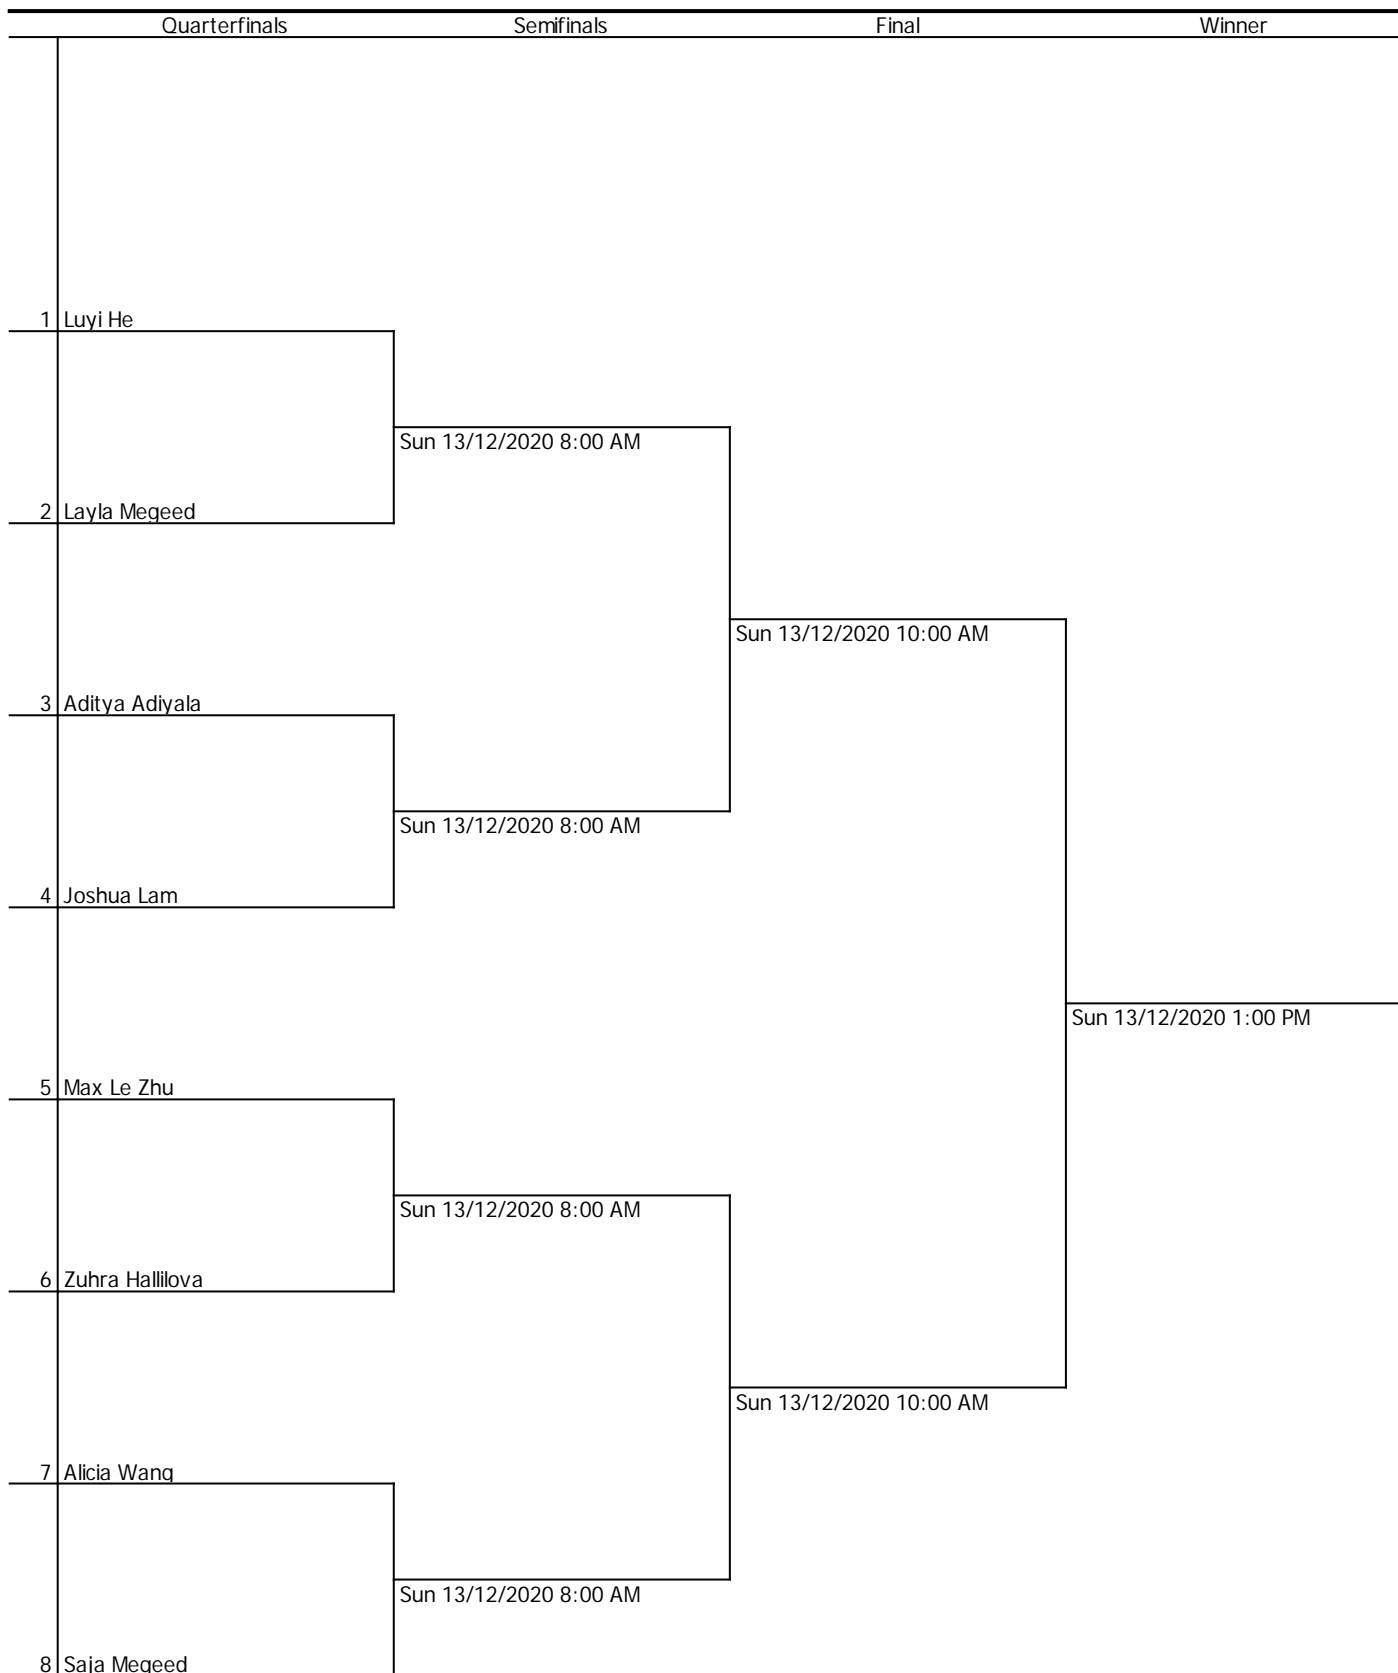 Quarterfinals Semifinals Final Winner
1 Luyi He
Sun 13/12/2020 8:00 AM
2 Layla Megeed
Sun 13/12/2020 10:00 AM
3 Aditya Adiyala
Sun 13/12/2020 8:00 AM
4 Joshua Lam
Sun 13/12/2020 1:00 PM
5 Max Le Zhu
Sun 13/12/2020 8:00 AM
6 Zuhra Hallilova
Sun 13/12/2020 10:00 AM
7 Alicia Wang
Sun 13/12/2020 8:00 AM
8 Saja Megeed